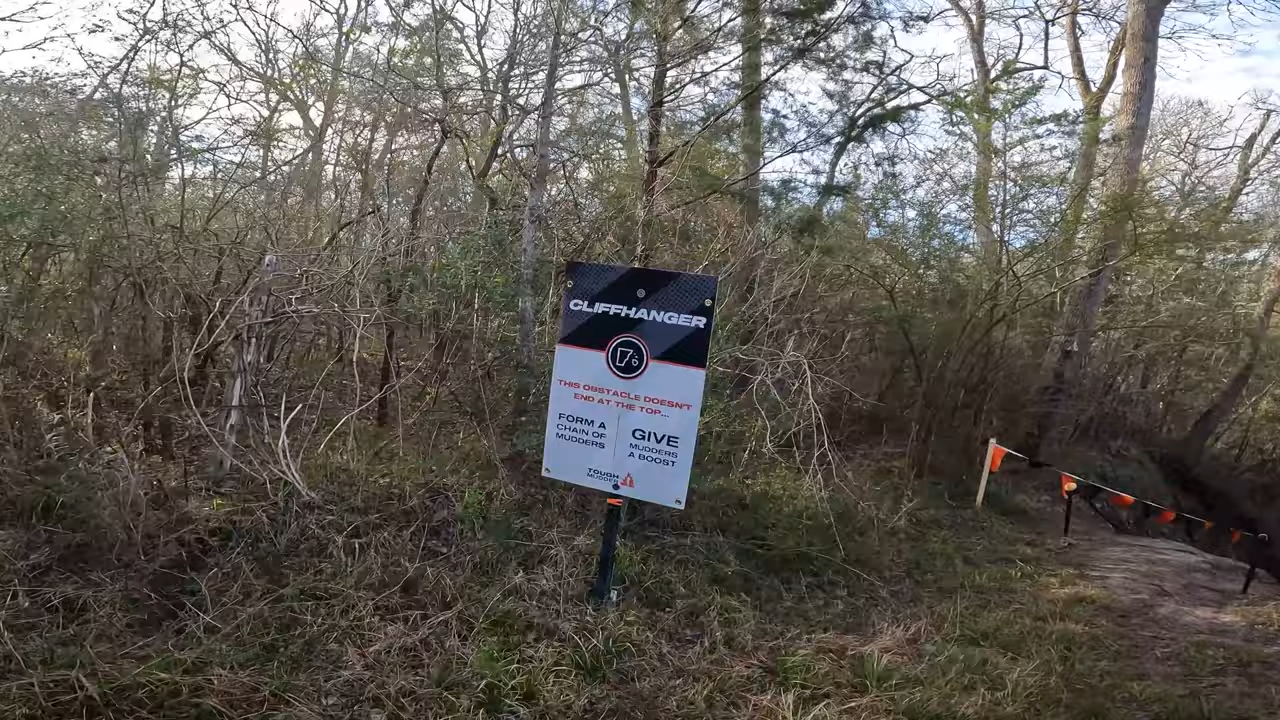 CLIFFHANGER
THIS OBSTACLE DOESN'T
END AT THE TOP...
FORM A
CHAIN OF
MUDDERS
GIVE
MUDDERS
A BOOST
TOUGH
MUDDER